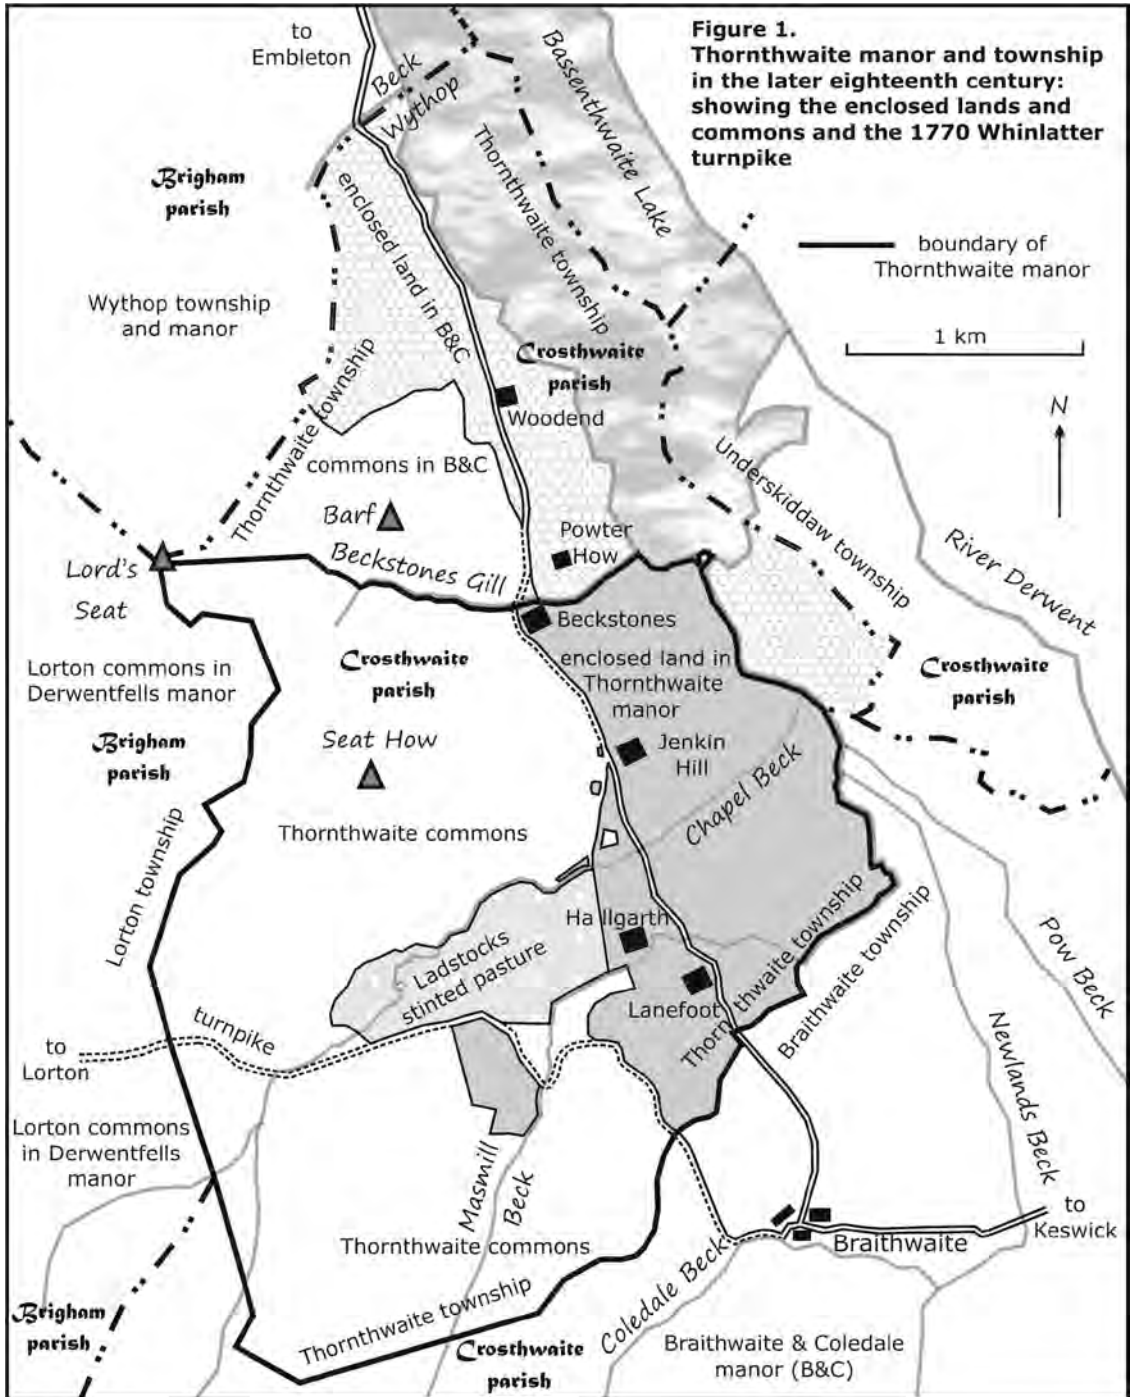 Figure 1.
Thornthwaite manor and township
in the later eighteenth century:
showing the enclosed lands and
commons and the 1770 Whinlatter
turnpike
to
Embleton
Beck
Wythop
Bassenthwaite Lake
Thornthwaite township
Brigham
parish
enclosed land in B&C
boundary of
Thornthwaite manor
1 km
N
Wythop township
and manor
Thornthwaite township
Crosthwaite
parish
Woodend
commons in B&C
Barf
Underskiddaw township
River Derwent
Powter
How
Lord's
Seat
Beckstones Gill
Beckstones
enclosed land in
Thornthwaite
manor
Crosthwaite
parish
Lorton commons in
Derwentfells manor
Crosthwaite
parish
Brigham
parish
Seat How
Jenkin
Hill
Chapel Beck
Thornthwaite commons
Lorton township
Ha llgarth
Ladstocks
stinted pasture
Lanefoot
Thornthwaite township
Braithwaite township
Pow Beck
Newlands Beck
turnpike
to
Lorton
Lorton commons
in Derwentfells
manor
Masmill
Beck
to
Keswick
Braithwaite
Thornthwaite commons
Coledale Beck
Thornthwaite township
Brigham
parish
Crosthwaite
parish
Braithwaite & Coledale
manor (B&C)